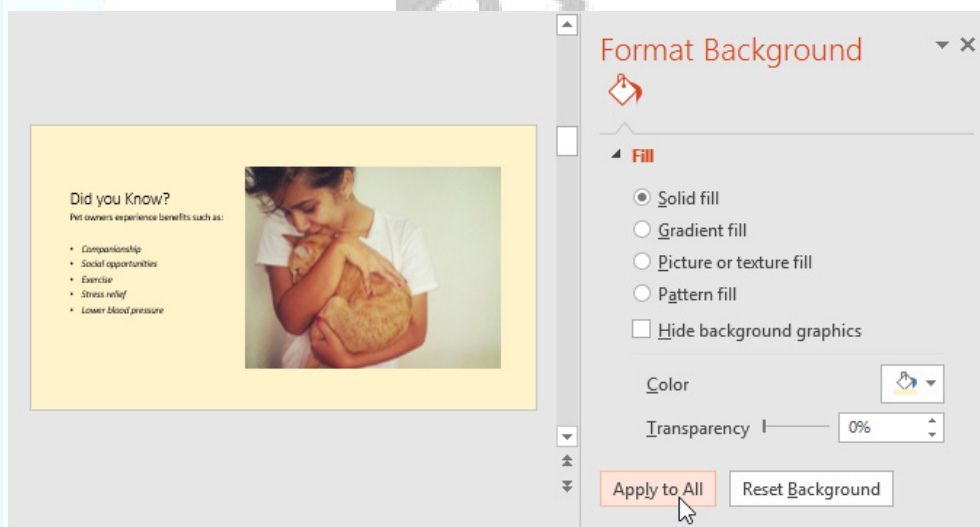 Did you Know?
Pet owners experience benefits such as:
• Companionship
• Social opportunities
• Exercise
• Stress relief
• Lower blood pressure
Format Background
Fill
Solid fill
Gradient fill
Picture or texture fill
Pattern fill
Hide background graphics
Color
Transparency 0%
Apply to All Reset Background